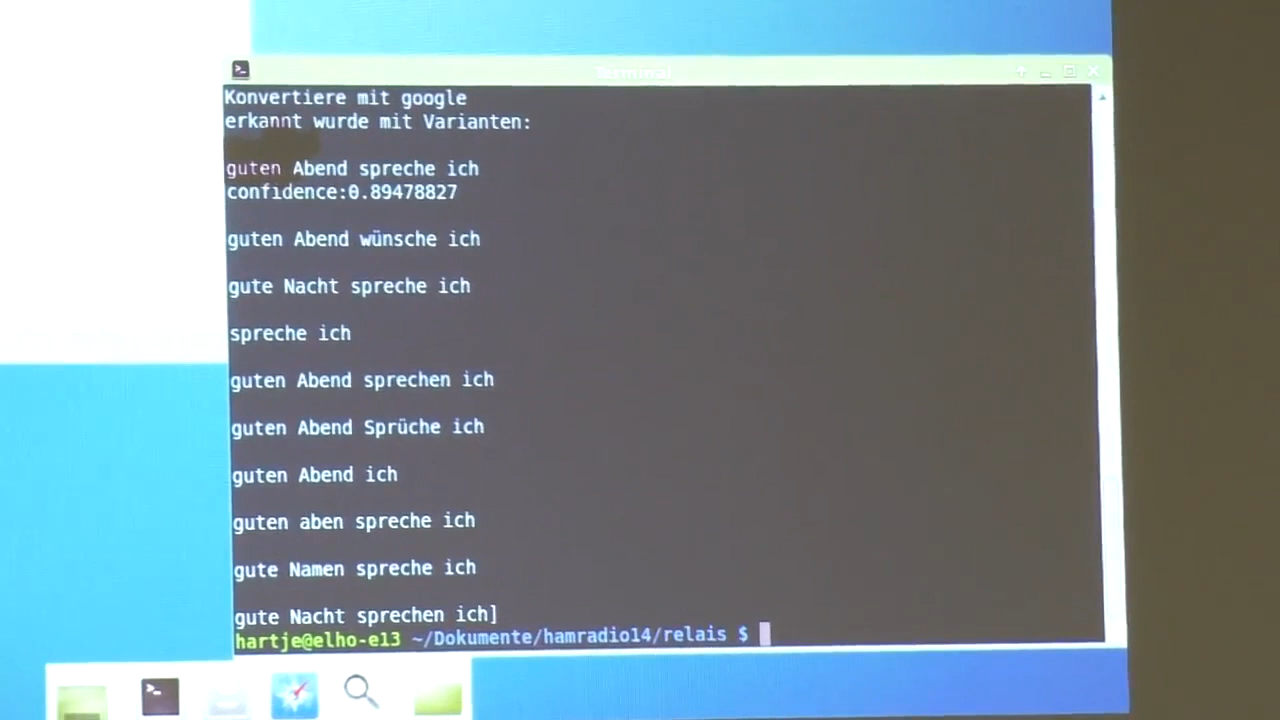 Terminal
Konvertiere mit google
erkannt wurde mit Varianten:
guten Abend spreche ich
confidence:0.89478827
guten Abend wünsche ich
gute Nacht spreche ich
spreche ich
guten Abend sprechen ich
guten Abend Sprüche ich
guten Abend ich
guten aben spreche ich
gute Namen spreche ich
gute Nacht sprechen ich]
hartje@elho-e13 ~/Dokumente/hamradio14/relais $